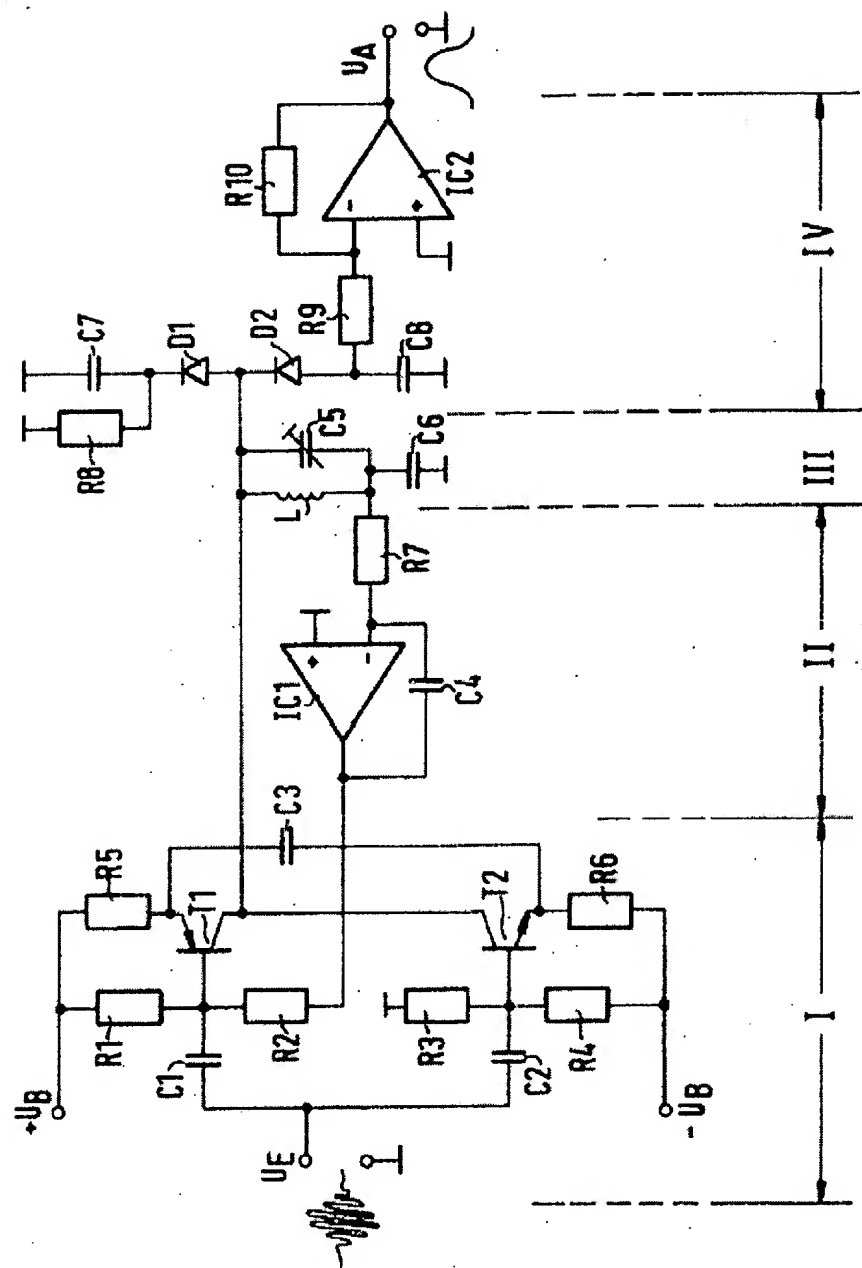 +UB
R1
R5
T1
C1
R2
UE
C3
R3
C2
R4
T2
R6
-UB
IC1
+
-
C4
R7
L
C5
C6
R8
C7
D1
D2
R9
C8
R10
-
+
IC2
UA
I
II
III
IV